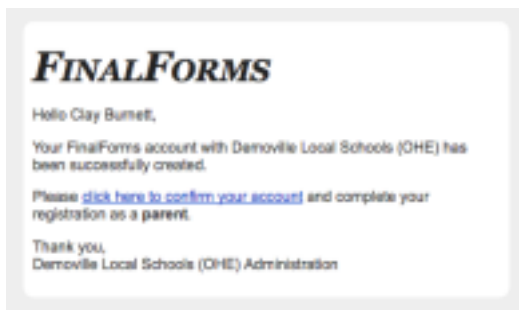 FINALFORMS
Hello Clay Burnett,
Your FinalForms account with Demoville Local Schools (OHE) has
been successfully created.
Please click here to confirm your account and complete your
registration as a parent.
Thank you,
Demoville Local Schools (OHE) Administration